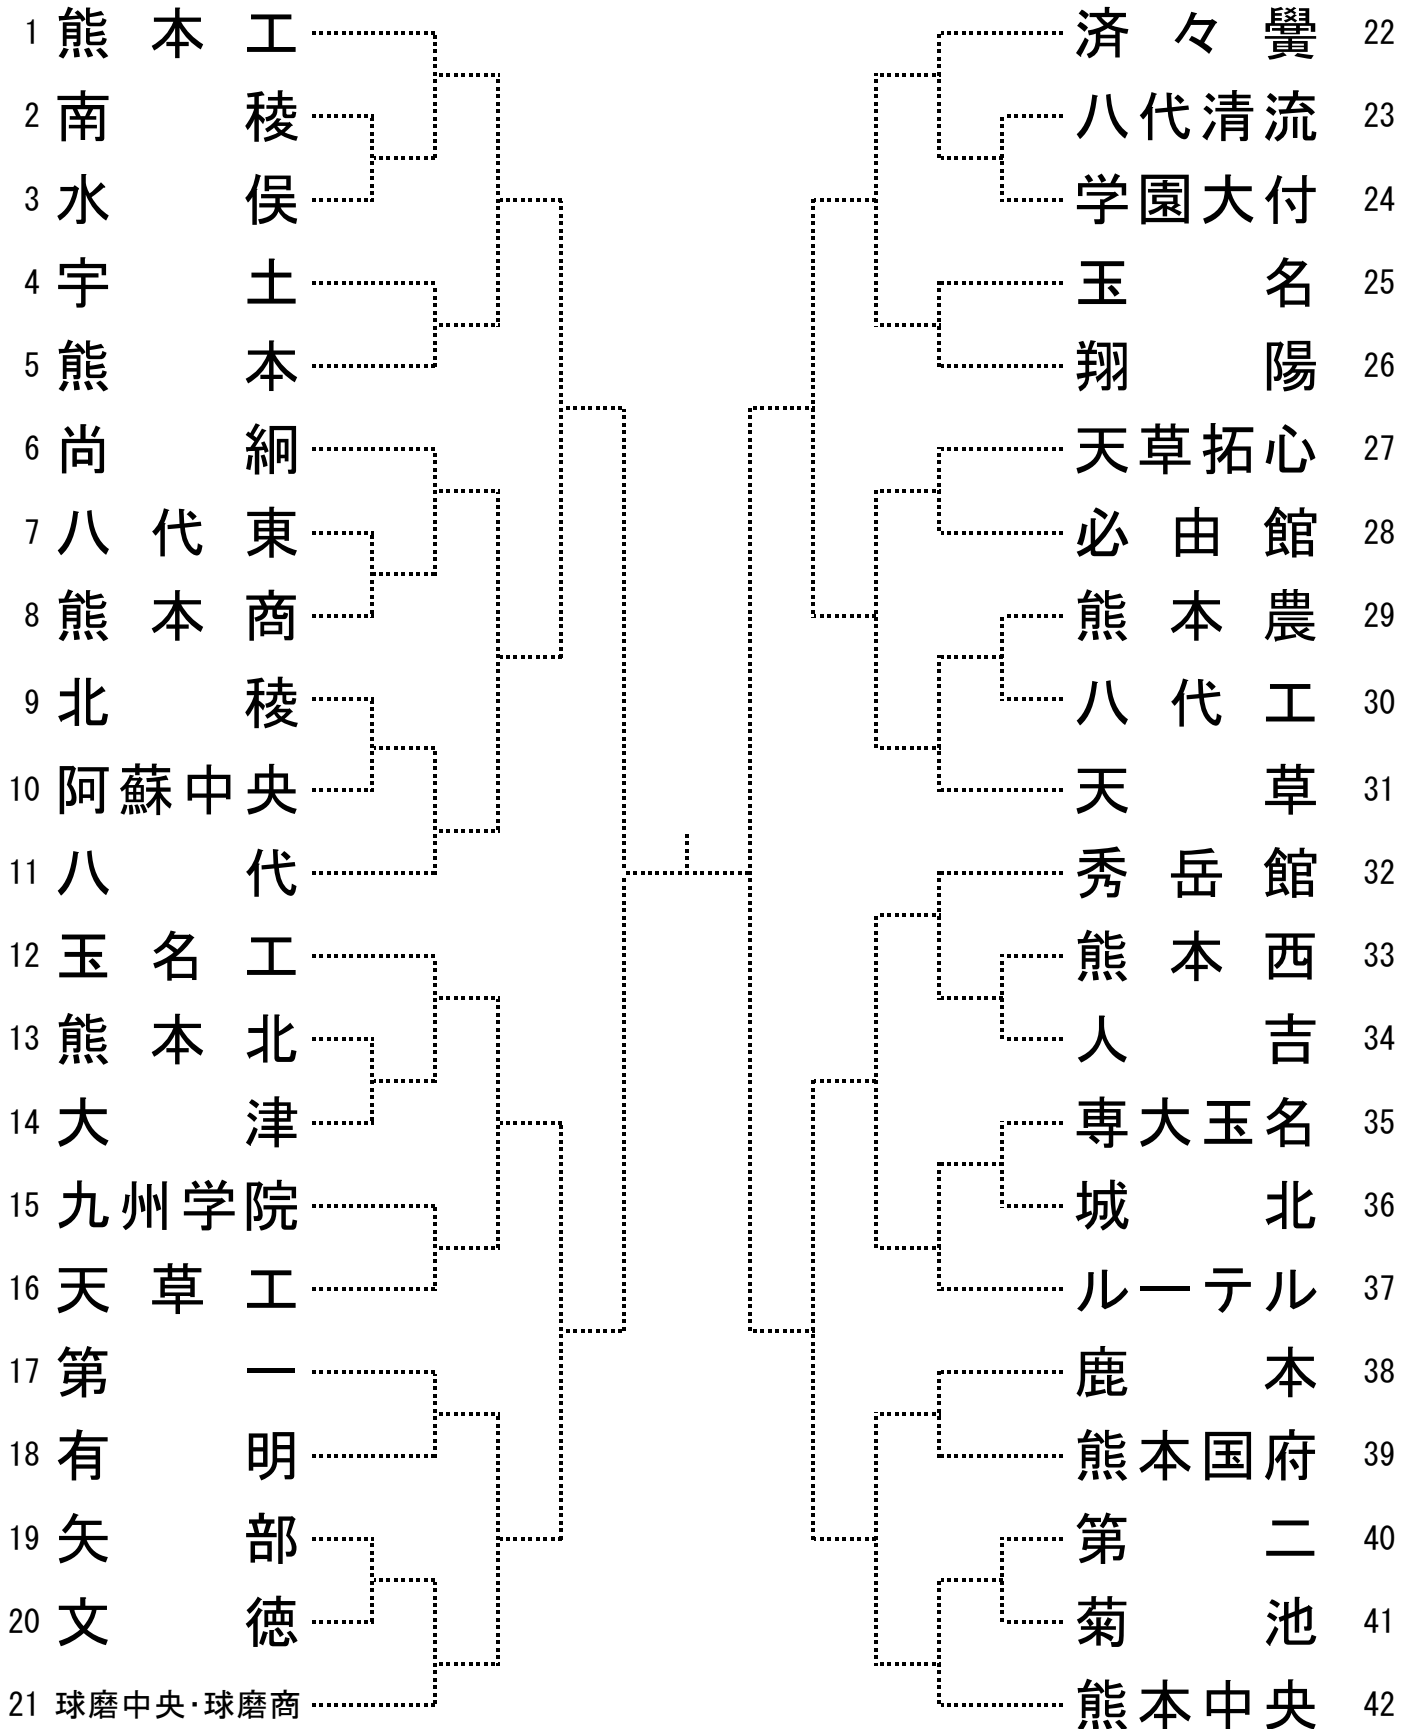 1 熊本工
2 南稜
3 水俣
4 宇土
5 熊本
6 尚絅
7 八代東
8 熊本商
9 北稜
10 阿蘇中央
11 八代
12 玉名工
13 熊本北
14 大津
15 九州学院
16 天草工
17 第一
18 有明
19 矢部
20 文徳
21 球磨中央・球磨商
済々黌 22
八代清流 23
学園大付 24
玉名 25
翔陽 26
天草拓心 27
必由館 28
熊本農 29
八代工 30
天草 31
秀岳館 32
熊本西 33
人吉 34
専大玉名 35
城北 36
ルーテル 37
鹿本 38
熊本国府 39
第二 40
菊池 41
熊本中央 42